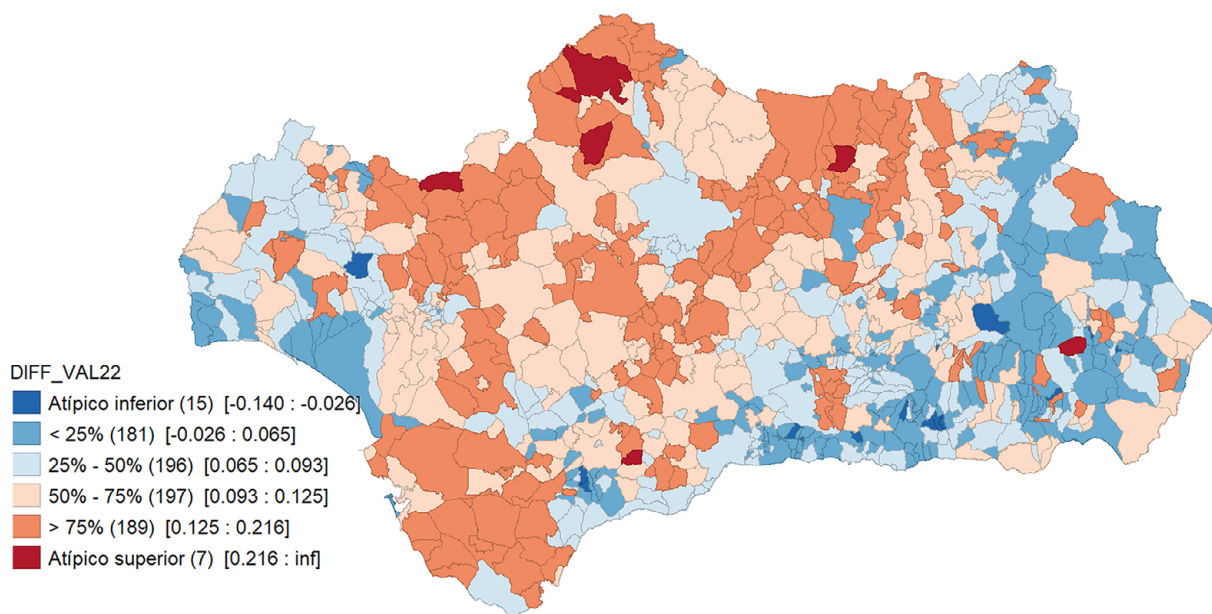 DIFF_VAL22
Atípico inferior (15) [-0.140 : -0.026]
< 25% (181) [-0.026 : 0.065]
25% - 50% (196) [0.065 : 0.093]
50% - 75% (197) [0.093 : 0.125]
> 75% (189) [0.125 : 0.216]
Atípico superior (7) [0.216 : inf]